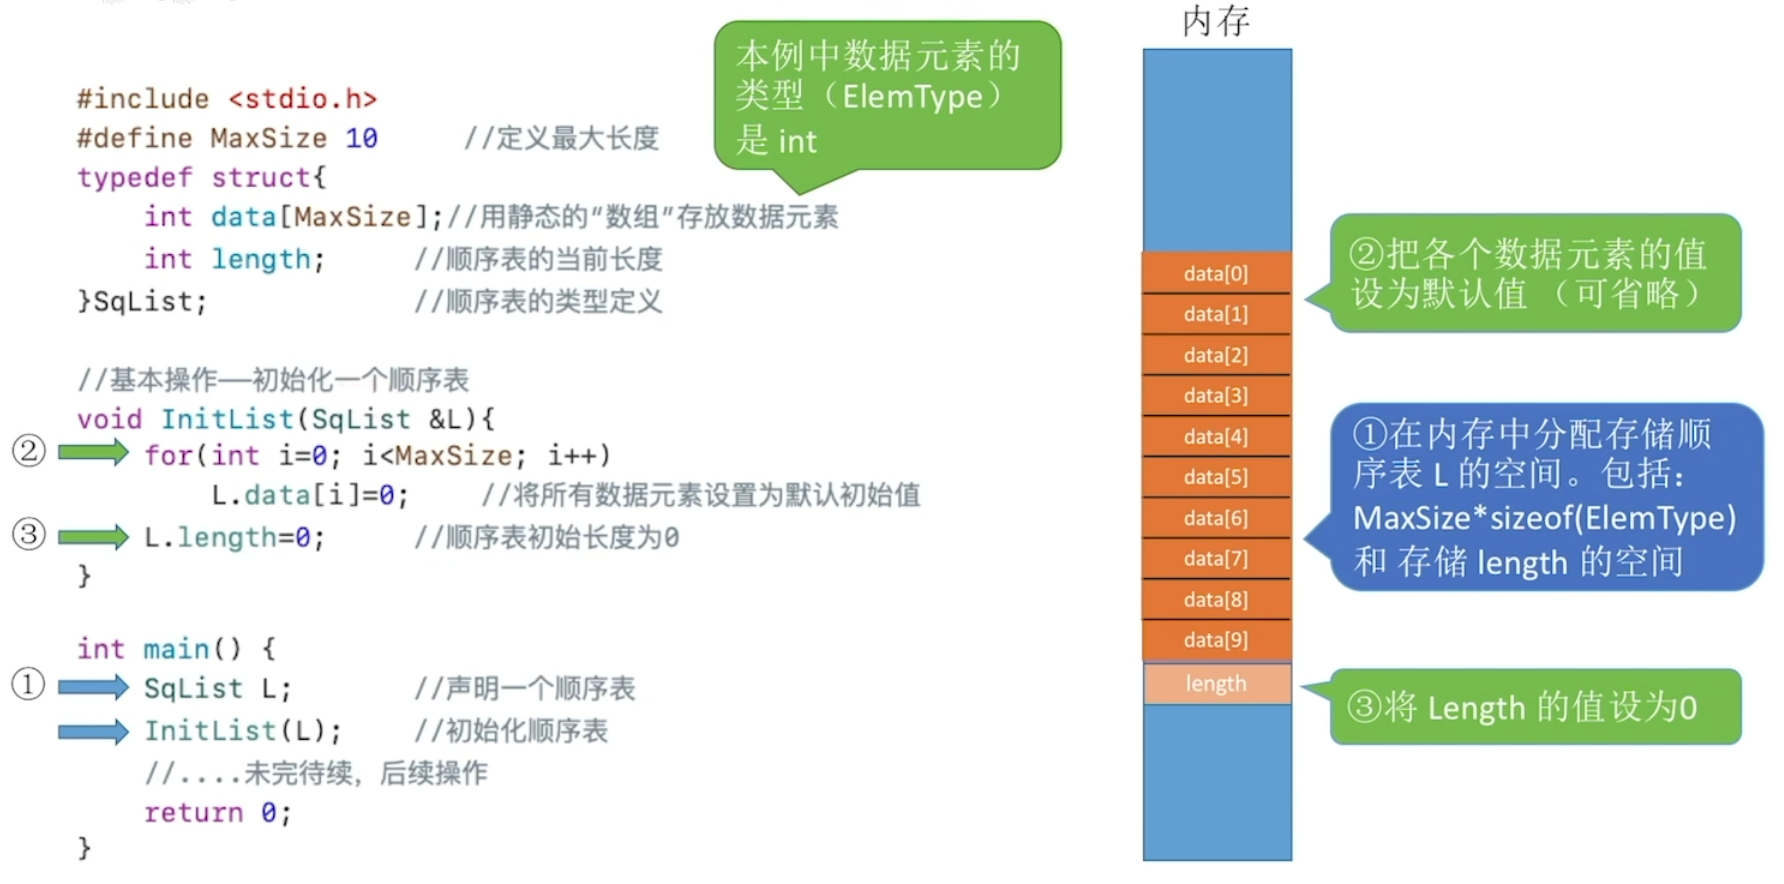 内存
本例中数据元素的
类型（ElemType）
是 int
#include <stdio.h>
#define MaxSize 10 //定义最大长度
typedef struct{
int data[MaxSize];//用静态的“数组”存放数据元素
int length; //顺序表的当前长度
}SqList; //顺序表的类型定义
//基本操作——初始化一个顺序表
void InitList(SqList &L){
② for(int i=0; i<MaxSize; i++)
L.data[i]=0; //将所有数据元素设置为默认初始值
③ L.length=0; //顺序表初始长度为0
}
int main() {
① SqList L; //声明一个顺序表
InitList(L); //初始化顺序表
//....未完待续，后续操作
return 0;
}
data[0]
data[1]
data[2]
data[3]
data[4]
data[5]
data[6]
data[7]
data[8]
data[9]
length
②把各个数据元素的值
设为默认值 （可省略）
①在内存中分配存储顺
序表 L 的空间。包括：
MaxSize*sizeof(ElemType)
和 存储 length 的空间
③将 Length 的值设为0